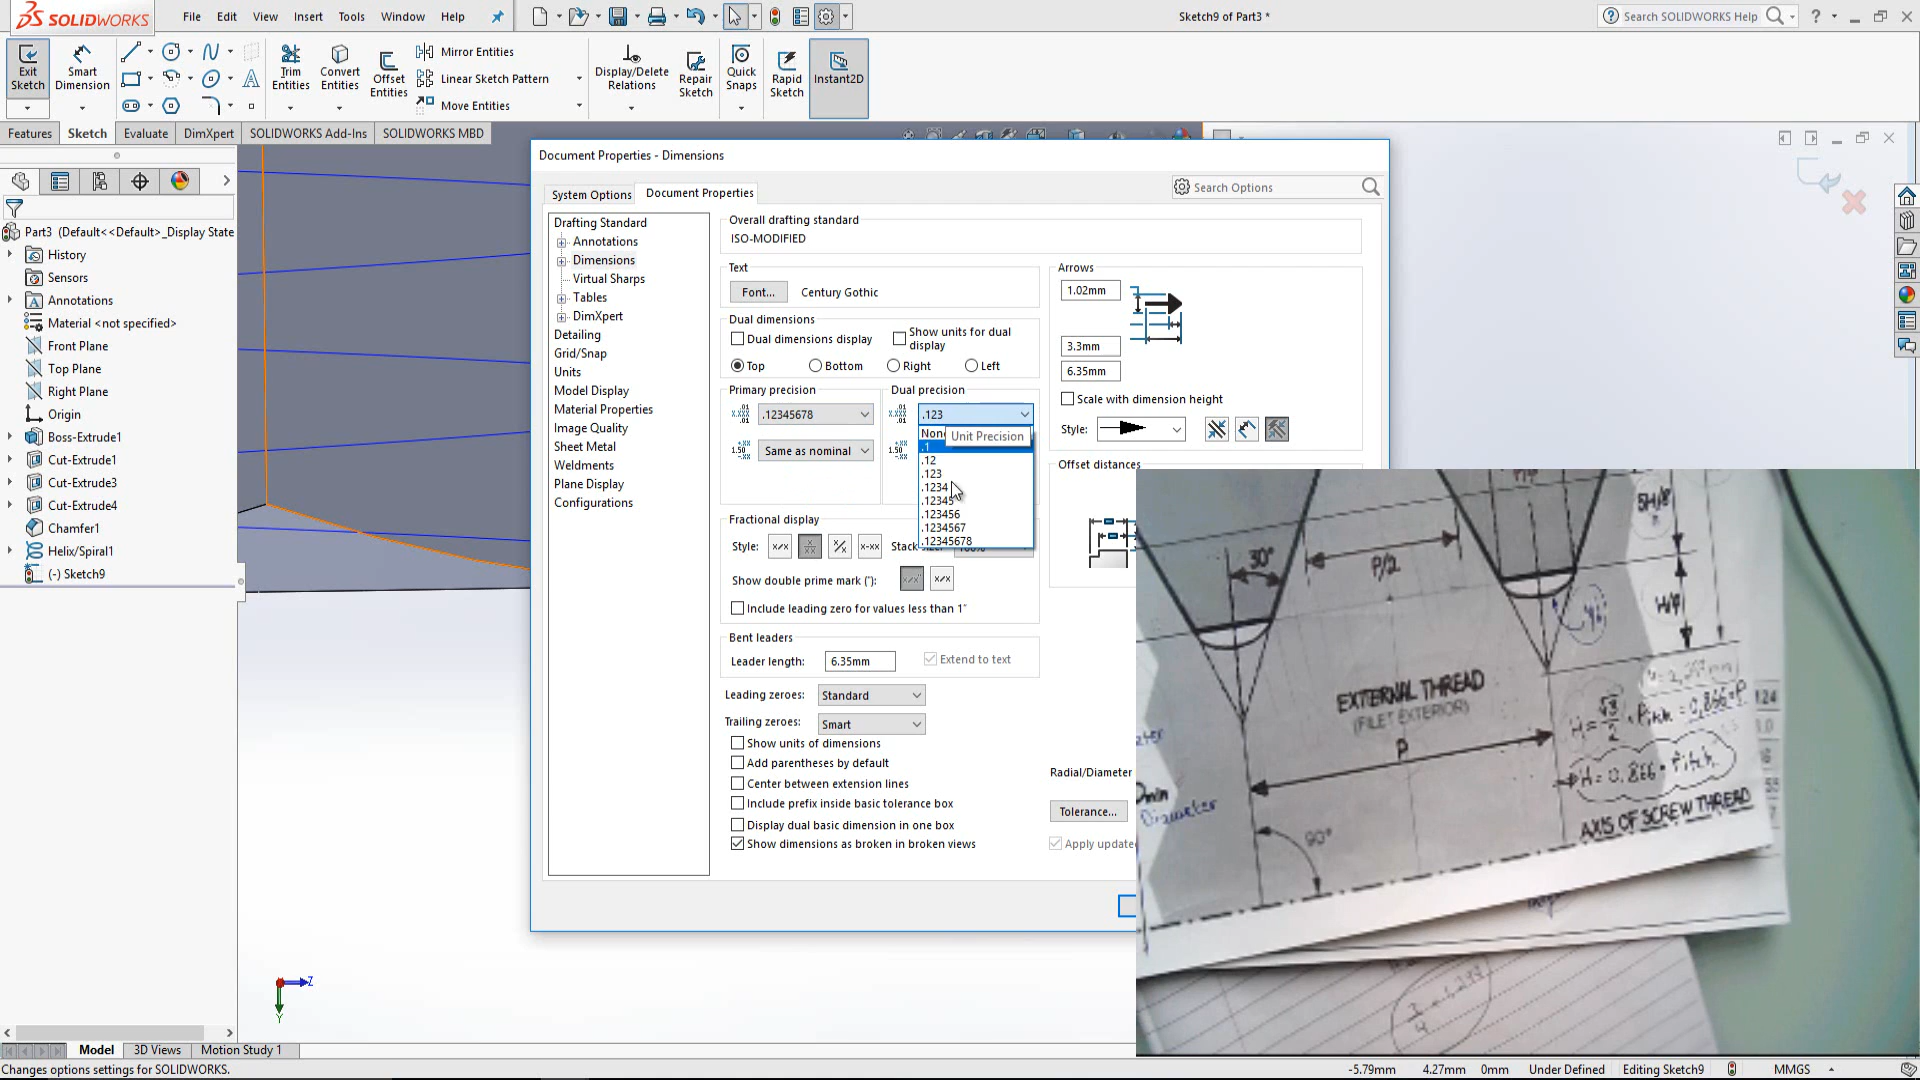 SOLIDWORKS
File Edit View Insert Tools Window Help
Sketch9 of Part3 *
Search SOLIDWORKS Help
Exit Sketch
Smart Dimension
Trim Entities
Convert Entities
Offset Entities
Mirror Entities
Linear Sketch Pattern
Move Entities
Display/Delete Relations
Repair Sketch
Quick Snaps
Rapid Sketch
Instant2D
Features Sketch Evaluate DimXpert SOLIDWORKS Add-Ins SOLIDWORKS MBD
Part3 (Default<<Default>_Display State
History
Sensors
Annotations
Material <not specified>
Front Plane
Top Plane
Right Plane
Origin
Boss-Extrude1
Cut-Extrude1
Cut-Extrude3
Cut-Extrude4
Chamfer1
Helix/Spiral1
(-) Sketch9
Document Properties - Dimensions
System Options Document Properties
Search Options
Drafting Standard
Annotations
Dimensions
Virtual Sharps
Tables
DimXpert
Detailing
Grid/Snap
Units
Model Display
Material Properties
Image Quality
Sheet Metal
Weldments
Plane Display
Configurations
Overall drafting standard
ISO-MODIFIED
Text
Font... Century Gothic
Dual dimensions
Dual dimensions display
Show units for dual display
Top Bottom Right Left
Primary precision
.12345678
Same as nominal
Dual precision
.123
Unit Precision
.1
.12
.123
.1234
.12345
.123456
.1234567
.12345678
Fractional display
Style:
Show double prime mark ("):
Include leading zero for values less than 1"
Bent leaders
Leader length: 6.35mm Extend to text
Leading zeroes: Standard
Trailing zeroes: Smart
Show units of dimensions
Add parentheses by default
Center between extension lines
Include prefix inside basic tolerance box
Display dual basic dimension in one box
Show dimensions as broken in broken views
Arrows
1.02mm
3.3mm
6.35mm
Scale with dimension height
Style:
Offset distances
Radial/Diameter
Tolerance...
30°
P/2
5H/8
H/4
EXTERNAL THREAD
(FILET EXTERIOR)
P
H = √3/2 · Pitch = 0,866 · P
H = 0.866 · Pitch
Diameter
90°
AXIS OF SCREW THREAD
Model 3D Views Motion Study 1
Changes options settings for SOLIDWORKS.
-5.79mm 4.27mm 0mm Under Defined Editing Sketch9 MMGS